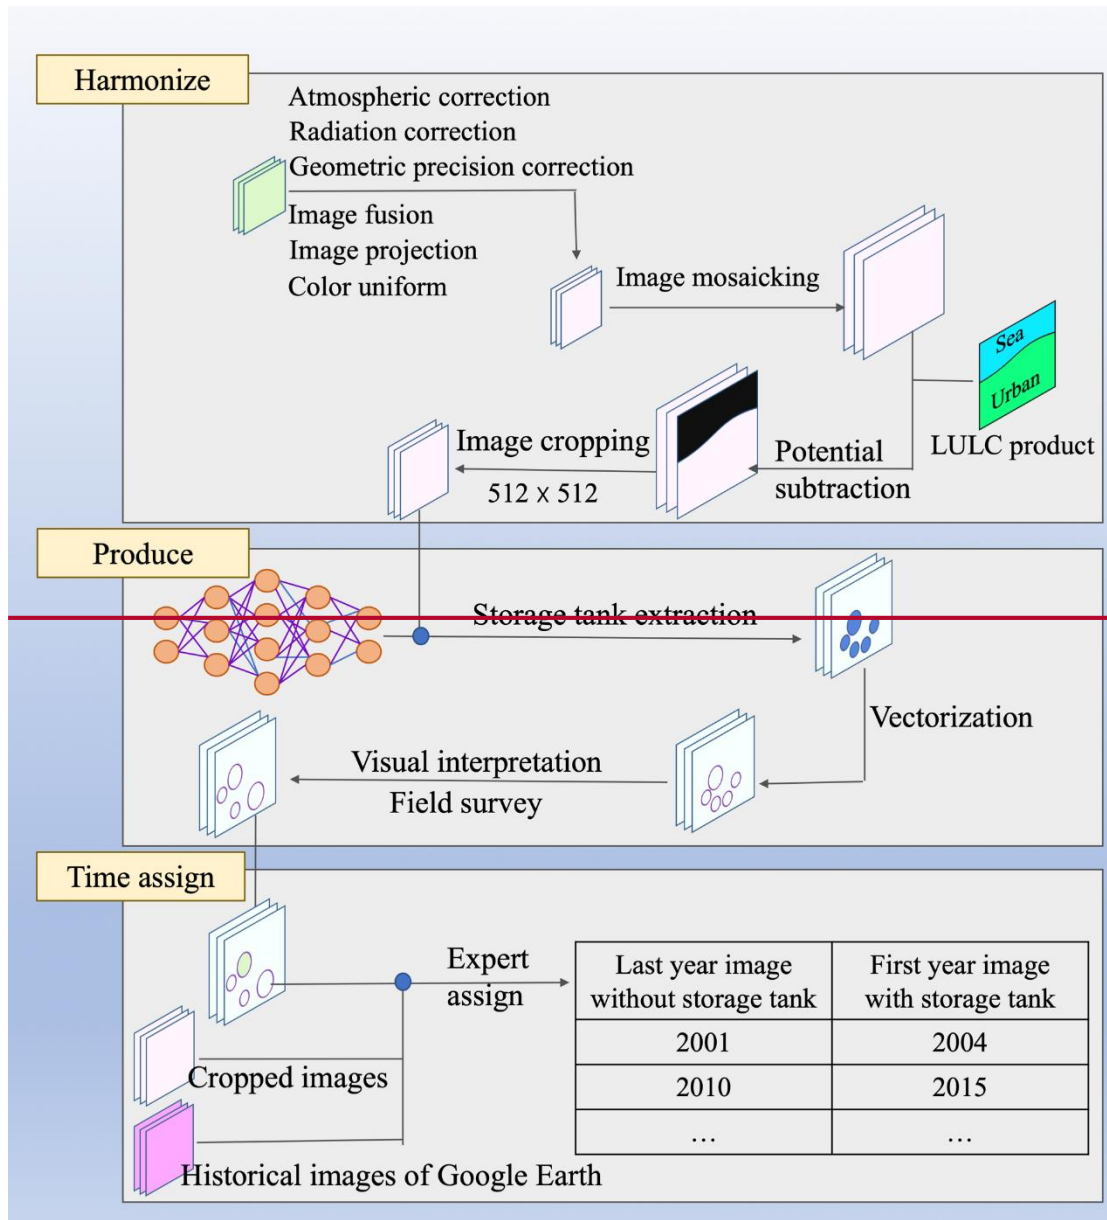 Harmonize
Atmospheric correction
Radiation correction
Geometric precision correction
Image fusion
Image projection
Color uniform
Image mosaicking
Sea
Urban
LULC product
Potential
subtraction
Image cropping
512 x 512
Produce
Storage tank extraction
Vectorization
Visual interpretation
Field survey
Time assign
Expert
assign
Cropped images
Historical images of Google Earth
Last year image
without storage tank
First year image
with storage tank
2001
2004
2010
2015
...
...